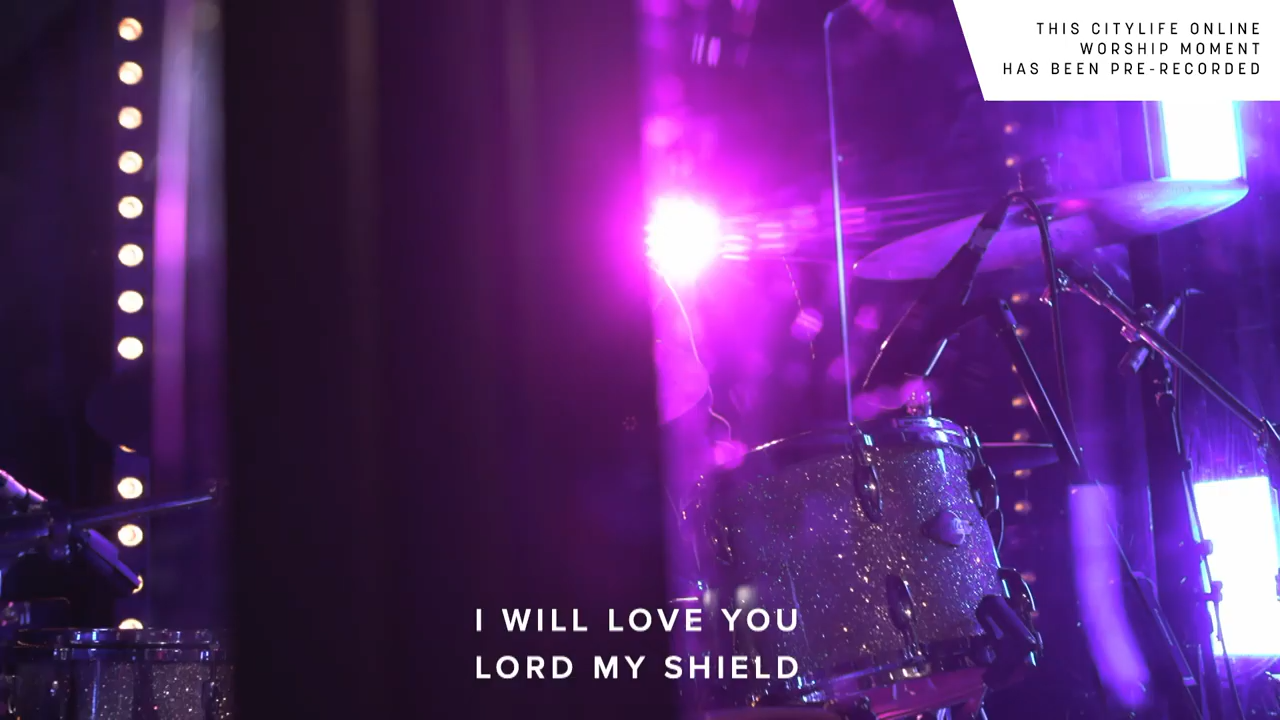 THIS CITYLIFE ONLINE
WORSHIP MOMENT
HAS BEEN PRE-RECORDED
I WILL LOVE YOU
LORD MY SHIELD